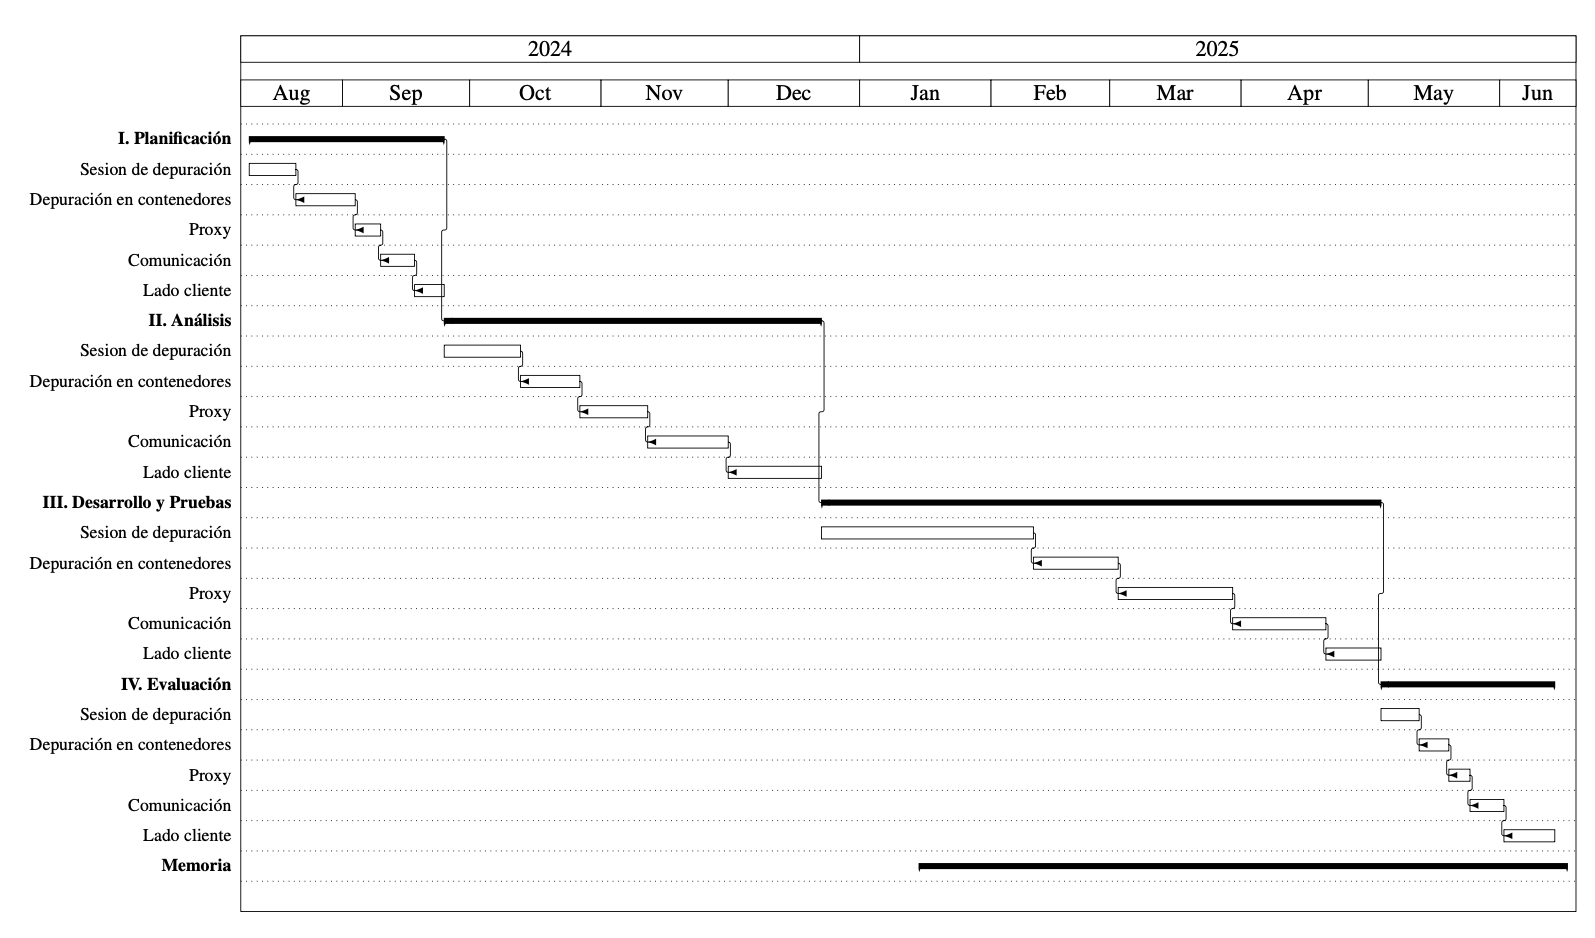 2024 2025
Aug Sep Oct Nov Dec Jan Feb Mar Apr May Jun
I. Planificación
Sesion de depuración
Depuración en contenedores
Proxy
Comunicación
Lado cliente
II. Análisis
Sesion de depuración
Depuración en contenedores
Proxy
Comunicación
Lado cliente
III. Desarrollo y Pruebas
Sesion de depuración
Depuración en contenedores
Proxy
Comunicación
Lado cliente
IV. Evaluación
Sesion de depuración
Depuración en contenedores
Proxy
Comunicación
Lado cliente
Memoria